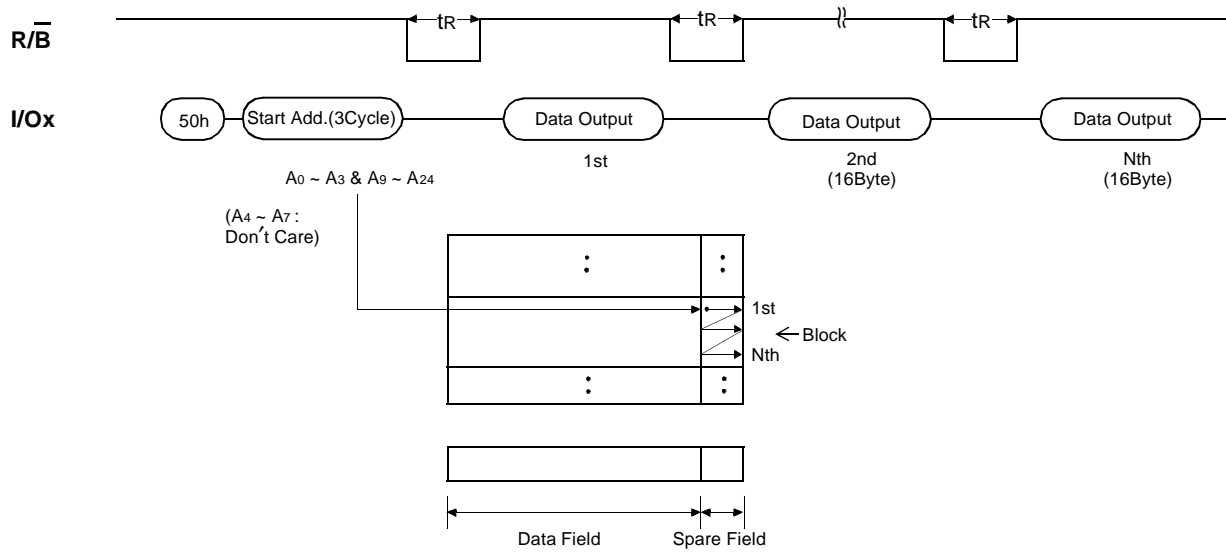 R/B
tR
tR
tR
I/Ox
50h
Start Add.(3Cycle)
Data Output
Data Output
Data Output
1st
2nd
(16Byte)
Nth
(16Byte)
A0 ~ A3 & A9 ~ A24
(A4 ~ A7 :
Don't Care)
1st
Block
Nth
Data Field
Spare Field